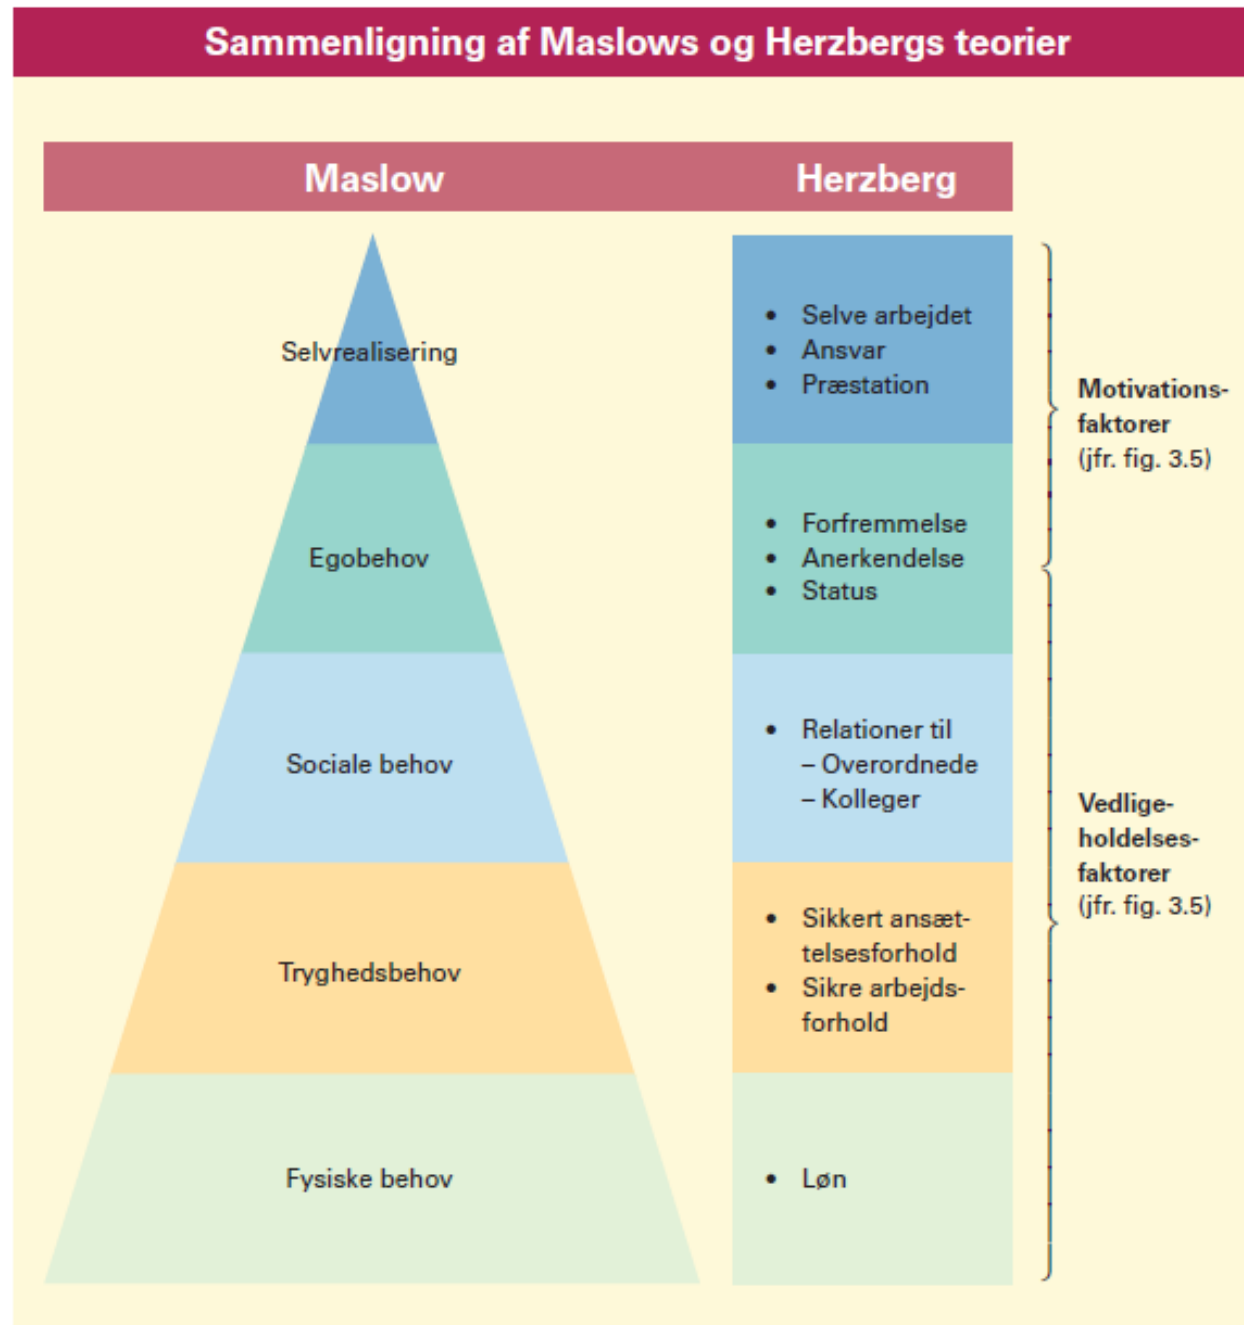 Sammenligning af Maslows og Herzbergs teorier
Maslow
Herzberg
Selvrealisering
• Selve arbejdet
• Ansvar
• Præstation
Motivations-
faktorer
(jfr. fig. 3.5)
Egobehov
• Forfremmelse
• Anerkendelse
• Status
Sociale behov
• Relationer til
– Overordnede
– Kolleger
Vedlige-
holdelses-
faktorer
(jfr. fig. 3.5)
Tryghedsbehov
• Sikkert ansæt-
telsesforhold
• Sikre arbejds-
forhold
Fysiske behov
• Løn